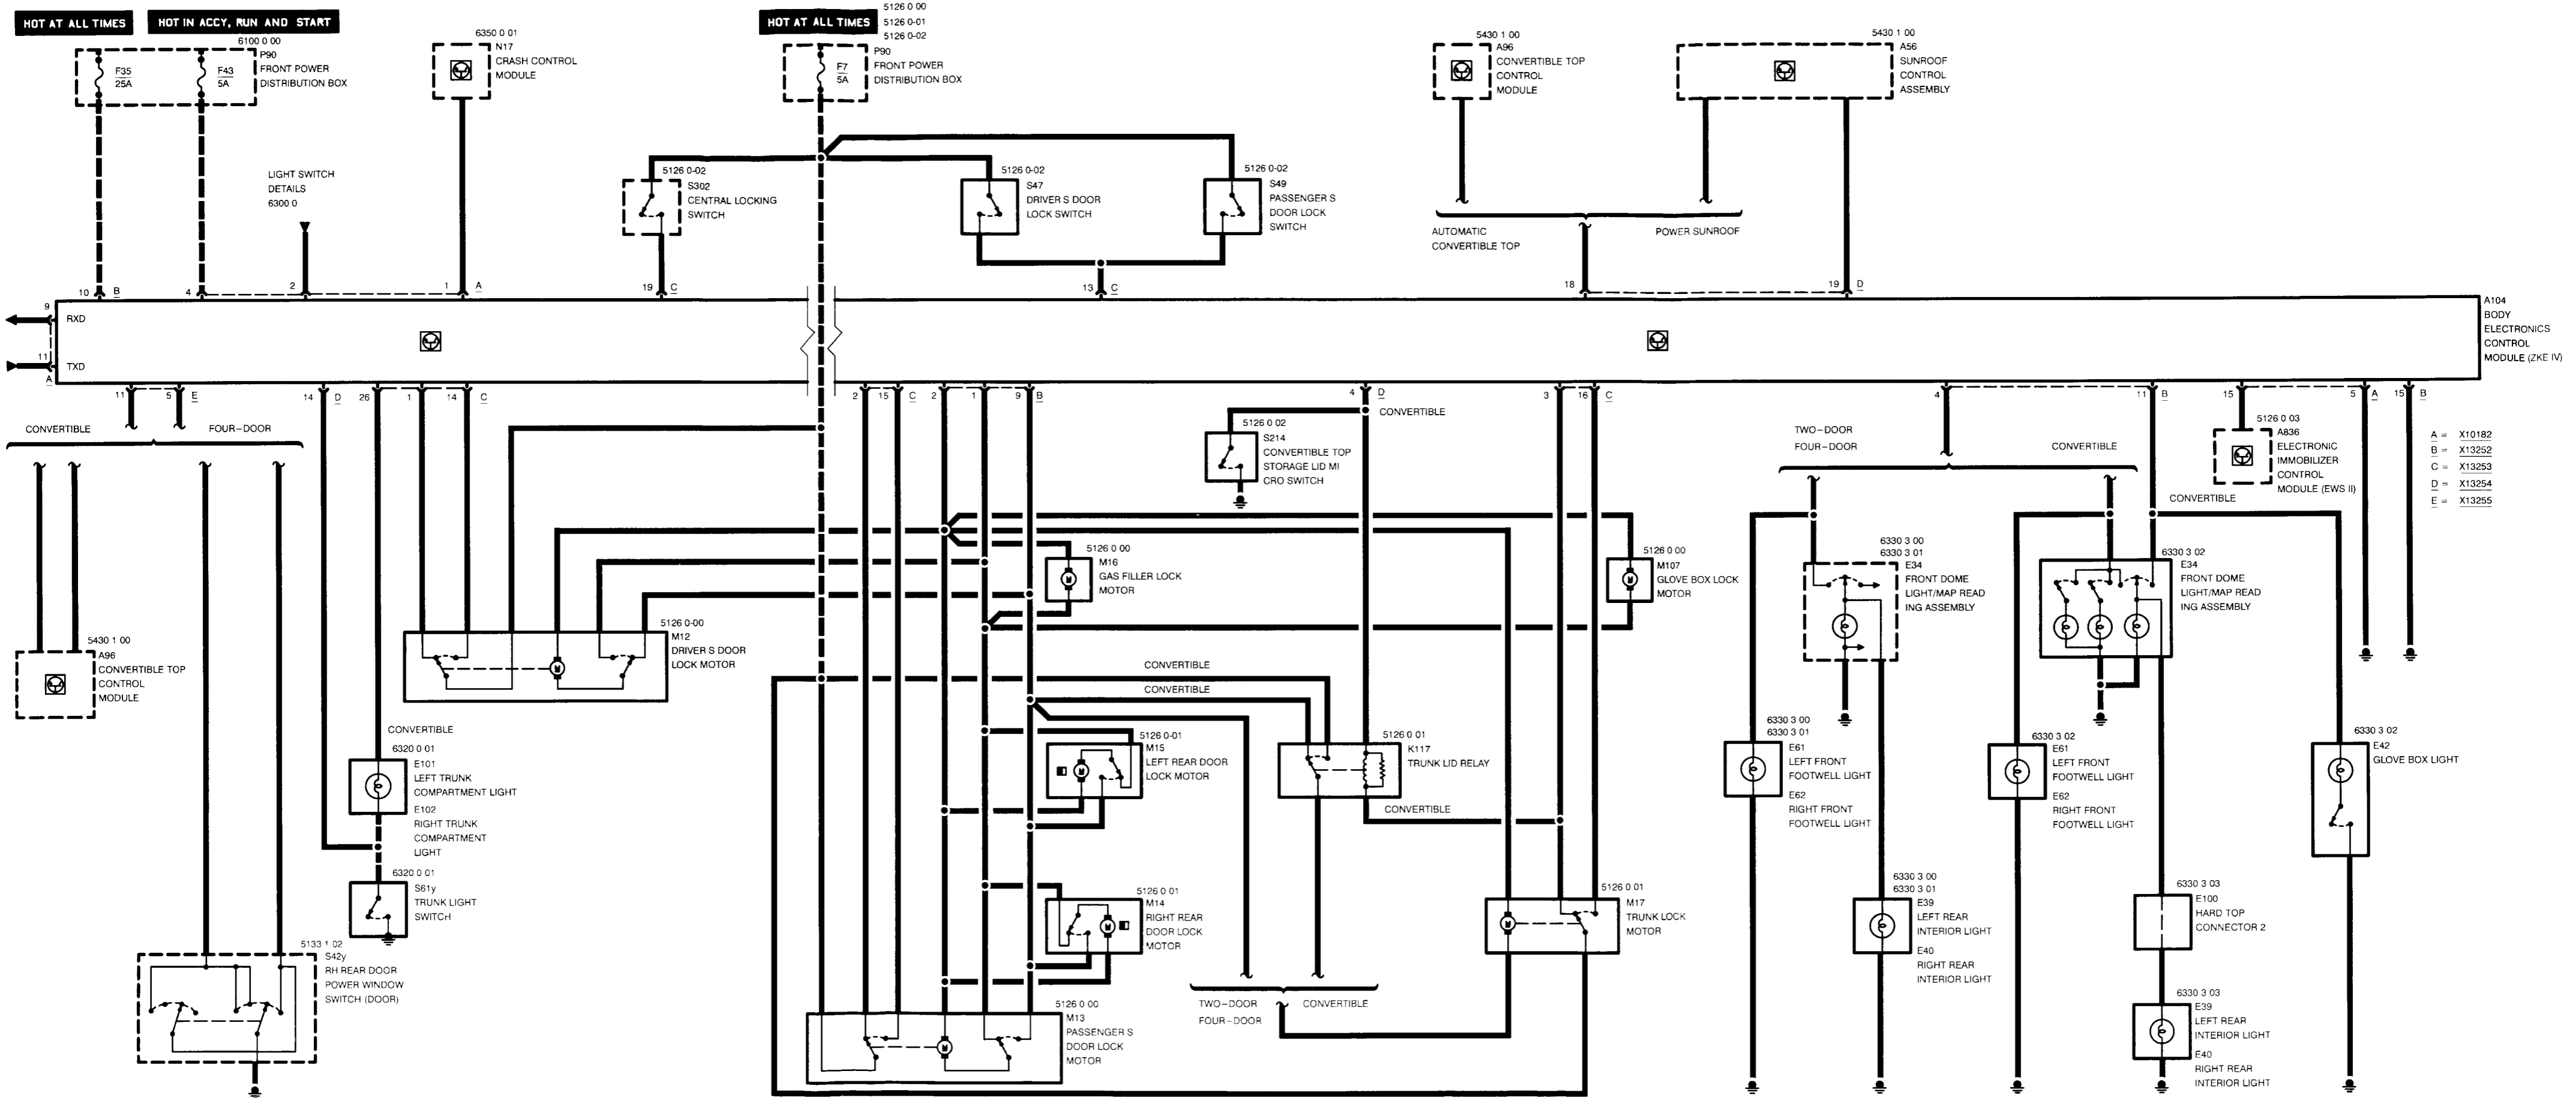 HOT AT ALL TIMES
HOT IN ACCY, RUN AND START
6100 0 00
P90
FRONT POWER
DISTRIBUTION BOX
F35
25A
F43
5A
6350 0 01
N17
CRASH CONTROL
MODULE
HOT AT ALL TIMES
5126 0 00
5126 0-01
5126 0-02
P90
FRONT POWER
DISTRIBUTION BOX
F7
5A
5430 1 00
A96
CONVERTIBLE TOP
CONTROL
MODULE
5430 1 00
A56
SUNROOF
CONTROL
ASSEMBLY
LIGHT SWITCH
DETAILS
6300 0
5126 0-02
S302
CENTRAL LOCKING
SWITCH
5126 0-02
S47
DRIVER S DOOR
LOCK SWITCH
5126 0-02
S49
PASSENGER S
DOOR LOCK
SWITCH
AUTOMATIC
CONVERTIBLE TOP
POWER SUNROOF
10 B 4 2 1 A 19 C 13 C 18 19 D
9
RXD
11
TXD
A
A104
BODY
ELECTRONICS
CONTROL
MODULE (ZKE IV)
11 5 E 14 D 26 1 14 C 2 15 C 2 1 9 B 4 D 3 16 C 4 11 B 15 5 A 15 B
CONVERTIBLE
FOUR-DOOR
CONVERTIBLE
5126 0 02
S214
CONVERTIBLE TOP
STORAGE LID MI
CRO SWITCH
TWO-DOOR
FOUR-DOOR
CONVERTIBLE
5126 0 03
A836
ELECTRONIC
IMMOBILIZER
CONTROL
MODULE (EWS II)
A = X10182
B = X13252
C = X13253
D = X13254
E = X13255
CONVERTIBLE
5126 0 00
M16
GAS FILLER LOCK
MOTOR
5126 0 00
M107
GLOVE BOX LOCK
MOTOR
6330 3 00
6330 3 01
E34
FRONT DOME
LIGHT/MAP READ
ING ASSEMBLY
6330 3 02
E34
FRONT DOME
LIGHT/MAP READ
ING ASSEMBLY
5430 1 00
A96
CONVERTIBLE TOP
CONTROL
MODULE
5126 0-00
M12
DRIVER S DOOR
LOCK MOTOR
M
M
M
M
M
M
M
CONVERTIBLE
CONVERTIBLE
CONVERTIBLE
6320 0 01
E101
LEFT TRUNK
COMPARTMENT LIGHT
E102
RIGHT TRUNK
COMPARTMENT
LIGHT
5126 0-01
M15
LEFT REAR DOOR
LOCK MOTOR
5126 0 01
K117
TRUNK LID RELAY
CONVERTIBLE
6330 3 00
6330 3 01
E61
LEFT FRONT
FOOTWELL LIGHT
E62
RIGHT FRONT
FOOTWELL LIGHT
6330 3 02
E61
LEFT FRONT
FOOTWELL LIGHT
E62
RIGHT FRONT
FOOTWELL LIGHT
6330 3 02
E42
GLOVE BOX LIGHT
6320 0 01
S61y
TRUNK LIGHT
SWITCH
5126 0 01
M14
RIGHT REAR
DOOR LOCK
MOTOR
5126 0 01
M17
TRUNK LOCK
MOTOR
6330 3 00
6330 3 01
E39
LEFT REAR
INTERIOR LIGHT
E40
RIGHT REAR
INTERIOR LIGHT
6330 3 03
E100
HARD TOP
CONNECTOR 2
5133 1 02
S42y
RH REAR DOOR
POWER WINDOW
SWITCH (DOOR)
5126 0 00
M13
PASSENGER S
DOOR LOCK
MOTOR
TWO-DOOR
FOUR-DOOR
CONVERTIBLE
6330 3 03
E39
LEFT REAR
INTERIOR LIGHT
E40
RIGHT REAR
INTERIOR LIGHT